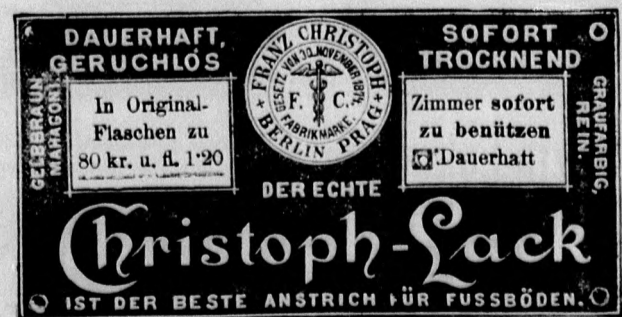 DAUERHAFT,
GERUCHLOS
GELBBRAUN
MAHAGONI
In Original-
Flaschen zu
80 kr. u. fl. 1·20
FRANZ CHRISTOPH
BERLIN PRAG
GESETZ VON 30. NOVEMBER 1874
F. C.
FABRIKMARKE.
SOFORT
TROCKNEND
Zimmer sofort
zu benützen
Dauerhaft
GRAUFARBIG,
REIN.
DER ECHTE
Christoph-Lack
IST DER BESTE ANSTRICH FÜR FUSSBÖDEN.